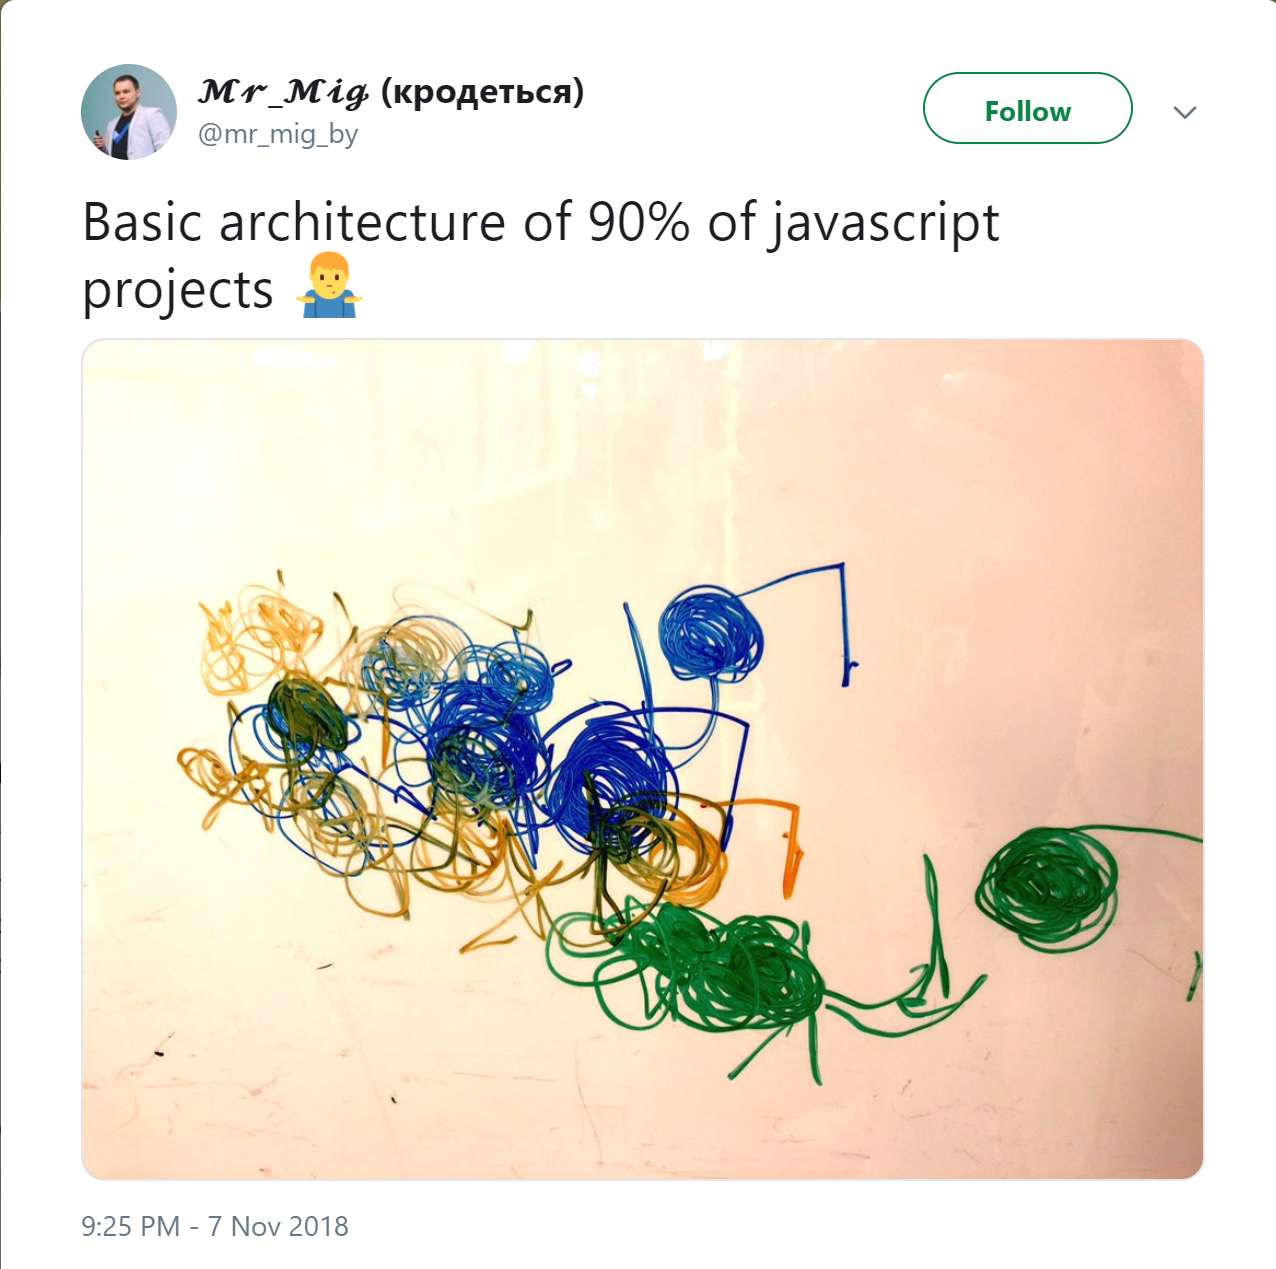 𝓜𝓻_𝓜𝓲𝓰 (кродеться)
@mr_mig_by
Follow
Basic architecture of 90% of javascript
projects 🤷‍♂️
9:25 PM - 7 Nov 2018